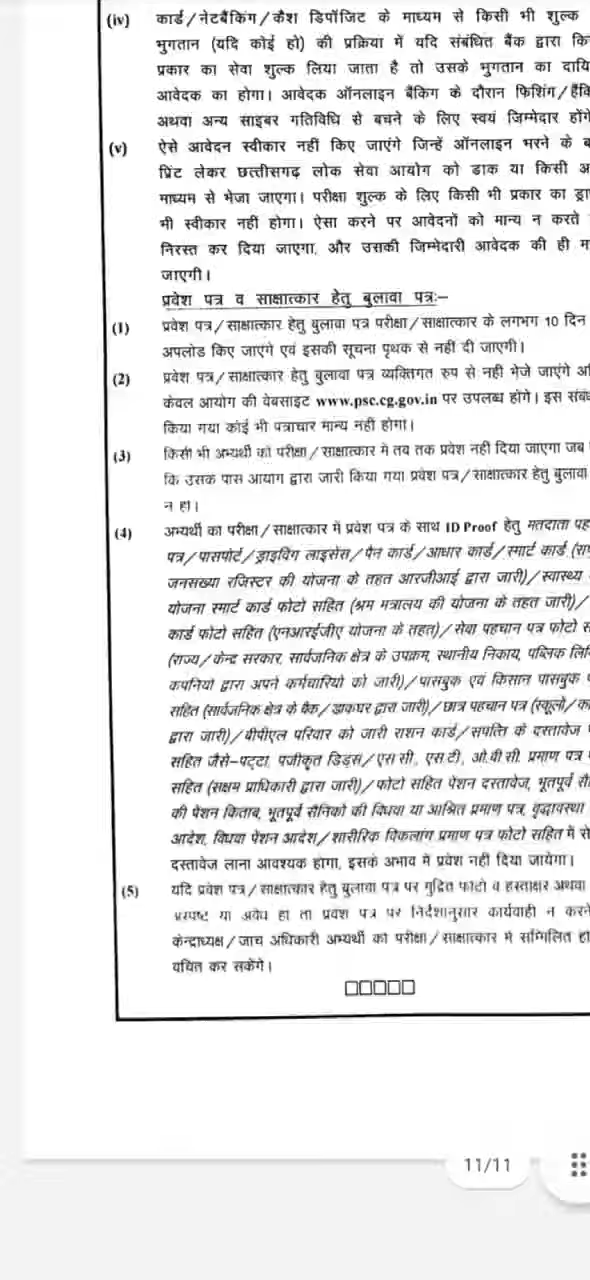 (iv) कार्ड/नेटबैंकिंग/कैश डिपॉजिट के माध्यम से किसी भी शुल्क
भुगतान (यदि कोई हो) की प्रक्रिया में यदि संबंधित बैंक द्वारा कि
प्रकार का सेवा शुल्क लिया जाता है तो उसके भुगतान का दायि
आवेदक का होगा। आवेदक ऑनलाइन बैंकिग के दौरान फिशिंग/हैकिं
अथवा अन्य साइबर गतिविधि से बचने के लिए स्वयं जिम्मेदार होंगे
(v) ऐसे आवेदन स्वीकार नहीं किए जाएंगे जिन्हें ऑनलाइन भरने के ब
प्रिंट लेकर छत्तीसगढ़ लोक सेवा आयोग को डाक या किसी अ
माध्यम से भेजा जाएगा। परीक्षा शुल्क के लिए किसी भी प्रकार का ड्रा
भी स्वीकार नहीं होगा। ऐसा करने पर आवेदनों को मान्य न करते
निरस्त कर दिया जाएगा, और उसकी जिम्मेदारी आवेदक की ही म
जाएगी।
प्रवेश पत्र व साक्षात्कार हेतु बुलावा पत्रः–
(1) प्रवेश पत्र/साक्षात्कार हेतु बुलावा पत्र परीक्षा/साक्षात्कार के लगभग 10 दिन
अपलोड किए जाएंगे एवं इसकी सूचना पृथक से नहीं दी जाएगी।
(2) प्रवेश पत्र/साक्षात्कार हेतु बुलावा पत्र व्यक्तिगत रुप से नही भेजे जाएंगे अ
केवल आयोग की वेबसाइट www.psc.cg.gov.in पर उपलब्ध होंगे। इस संबं
किया गया कोई भी पत्राचार मान्य नहीं होगा।
(3) किसी भी अभ्यर्थी को परीक्षा/साक्षात्कार मे तब तक प्रवेश नही दिया जाएगा जब
कि उसके पास आयोग द्वारा जारी किया गया प्रवेश पत्र/साक्षात्कार हेतु बुलावा
न हो।
(4) अभ्यर्थी को परीक्षा/साक्षात्कार में प्रवेश पत्र के साथ ID Proof हेतु मतदाता पह
पत्र/पासपोर्ट/ड्राइविंग लाइसेंस/पैन कार्ड/आधार कार्ड/स्मार्ट कार्ड (रा
जनसंख्या रजिस्टर की योजना के तहत आरजीआई द्वारा जारी)/स्वास्थ्य
योजना स्मार्ट कार्ड फोटो सहित (श्रम मंत्रालय की योजना के तहत जारी)/
कार्ड फोटो सहित (एनआरईजीए योजना के तहत)/सेवा पहचान पत्र फोटो स
(राज्य/केन्द्र सरकार, सार्वजनिक क्षेत्र के उपक्रम, स्थानीय निकाय, पब्लिक लि
कंपनियों द्वारा अपने कर्मचारियों को जारी)/पासबुक एवं किसान पासबुक
सहित (सार्वजनिक क्षेत्र के बैंक/डाकघर द्वारा जारी)/छात्र पहचान पत्र (स्कूलों/का
द्वारा जारी)/बीपीएल परिवार को जारी राशन कार्ड/संपत्ति के दस्तावेज
सहित जैसे–पट्टा, पंजीकृत डिड्स/एस.सी., एस.टी., ओ.बी.सी. प्रमाण पत्र
सहित (सक्षम प्राधिकारी द्वारा जारी)/फोटो सहित पेंशन दस्तावेज, भूतपूर्व सै
की पेंशन किताब, भूतपूर्व सैनिकों की विधवा या आश्रित प्रमाण पत्र, वृद्धावस्था
आदेश, विधवा पेंशन आदेश/शारीरिक विकलांग प्रमाण पत्र फोटो सहित में से
दस्तावेज लाना आवश्यक होगा, इसके अभाव में प्रवेश नहीं दिया जायेगा।
(5) यदि प्रवेश पत्र/साक्षात्कार हेतु बुलावा पत्र पर मुद्रित फोटो व हस्ताक्षर अथवा
अस्पष्ट या अवैध हो तो प्रवेश पत्र पर निर्देशानुसार कार्यवाही न करने
केन्द्राध्यक्ष/जांच अधिकारी अभ्यर्थी को परीक्षा/साक्षात्कार में सम्मिलित हो
वंचित कर सकेंगे।
□□□□□
11/11